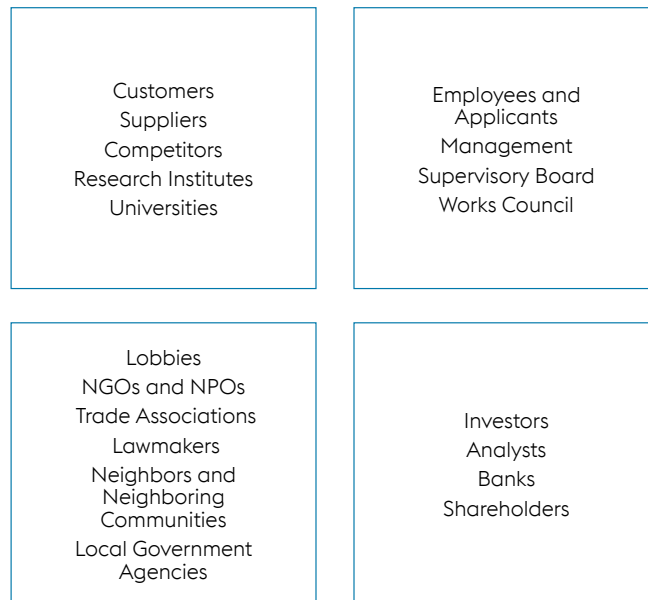 Customers
Suppliers
Competitors
Research Institutes
Universities
Employees and
Applicants
Management
Supervisory Board
Works Council
Lobbies
NGOs and NPOs
Trade Associations
Lawmakers
Neighbors and
Neighboring
Communities
Local Government
Agencies
Investors
Analysts
Banks
Shareholders